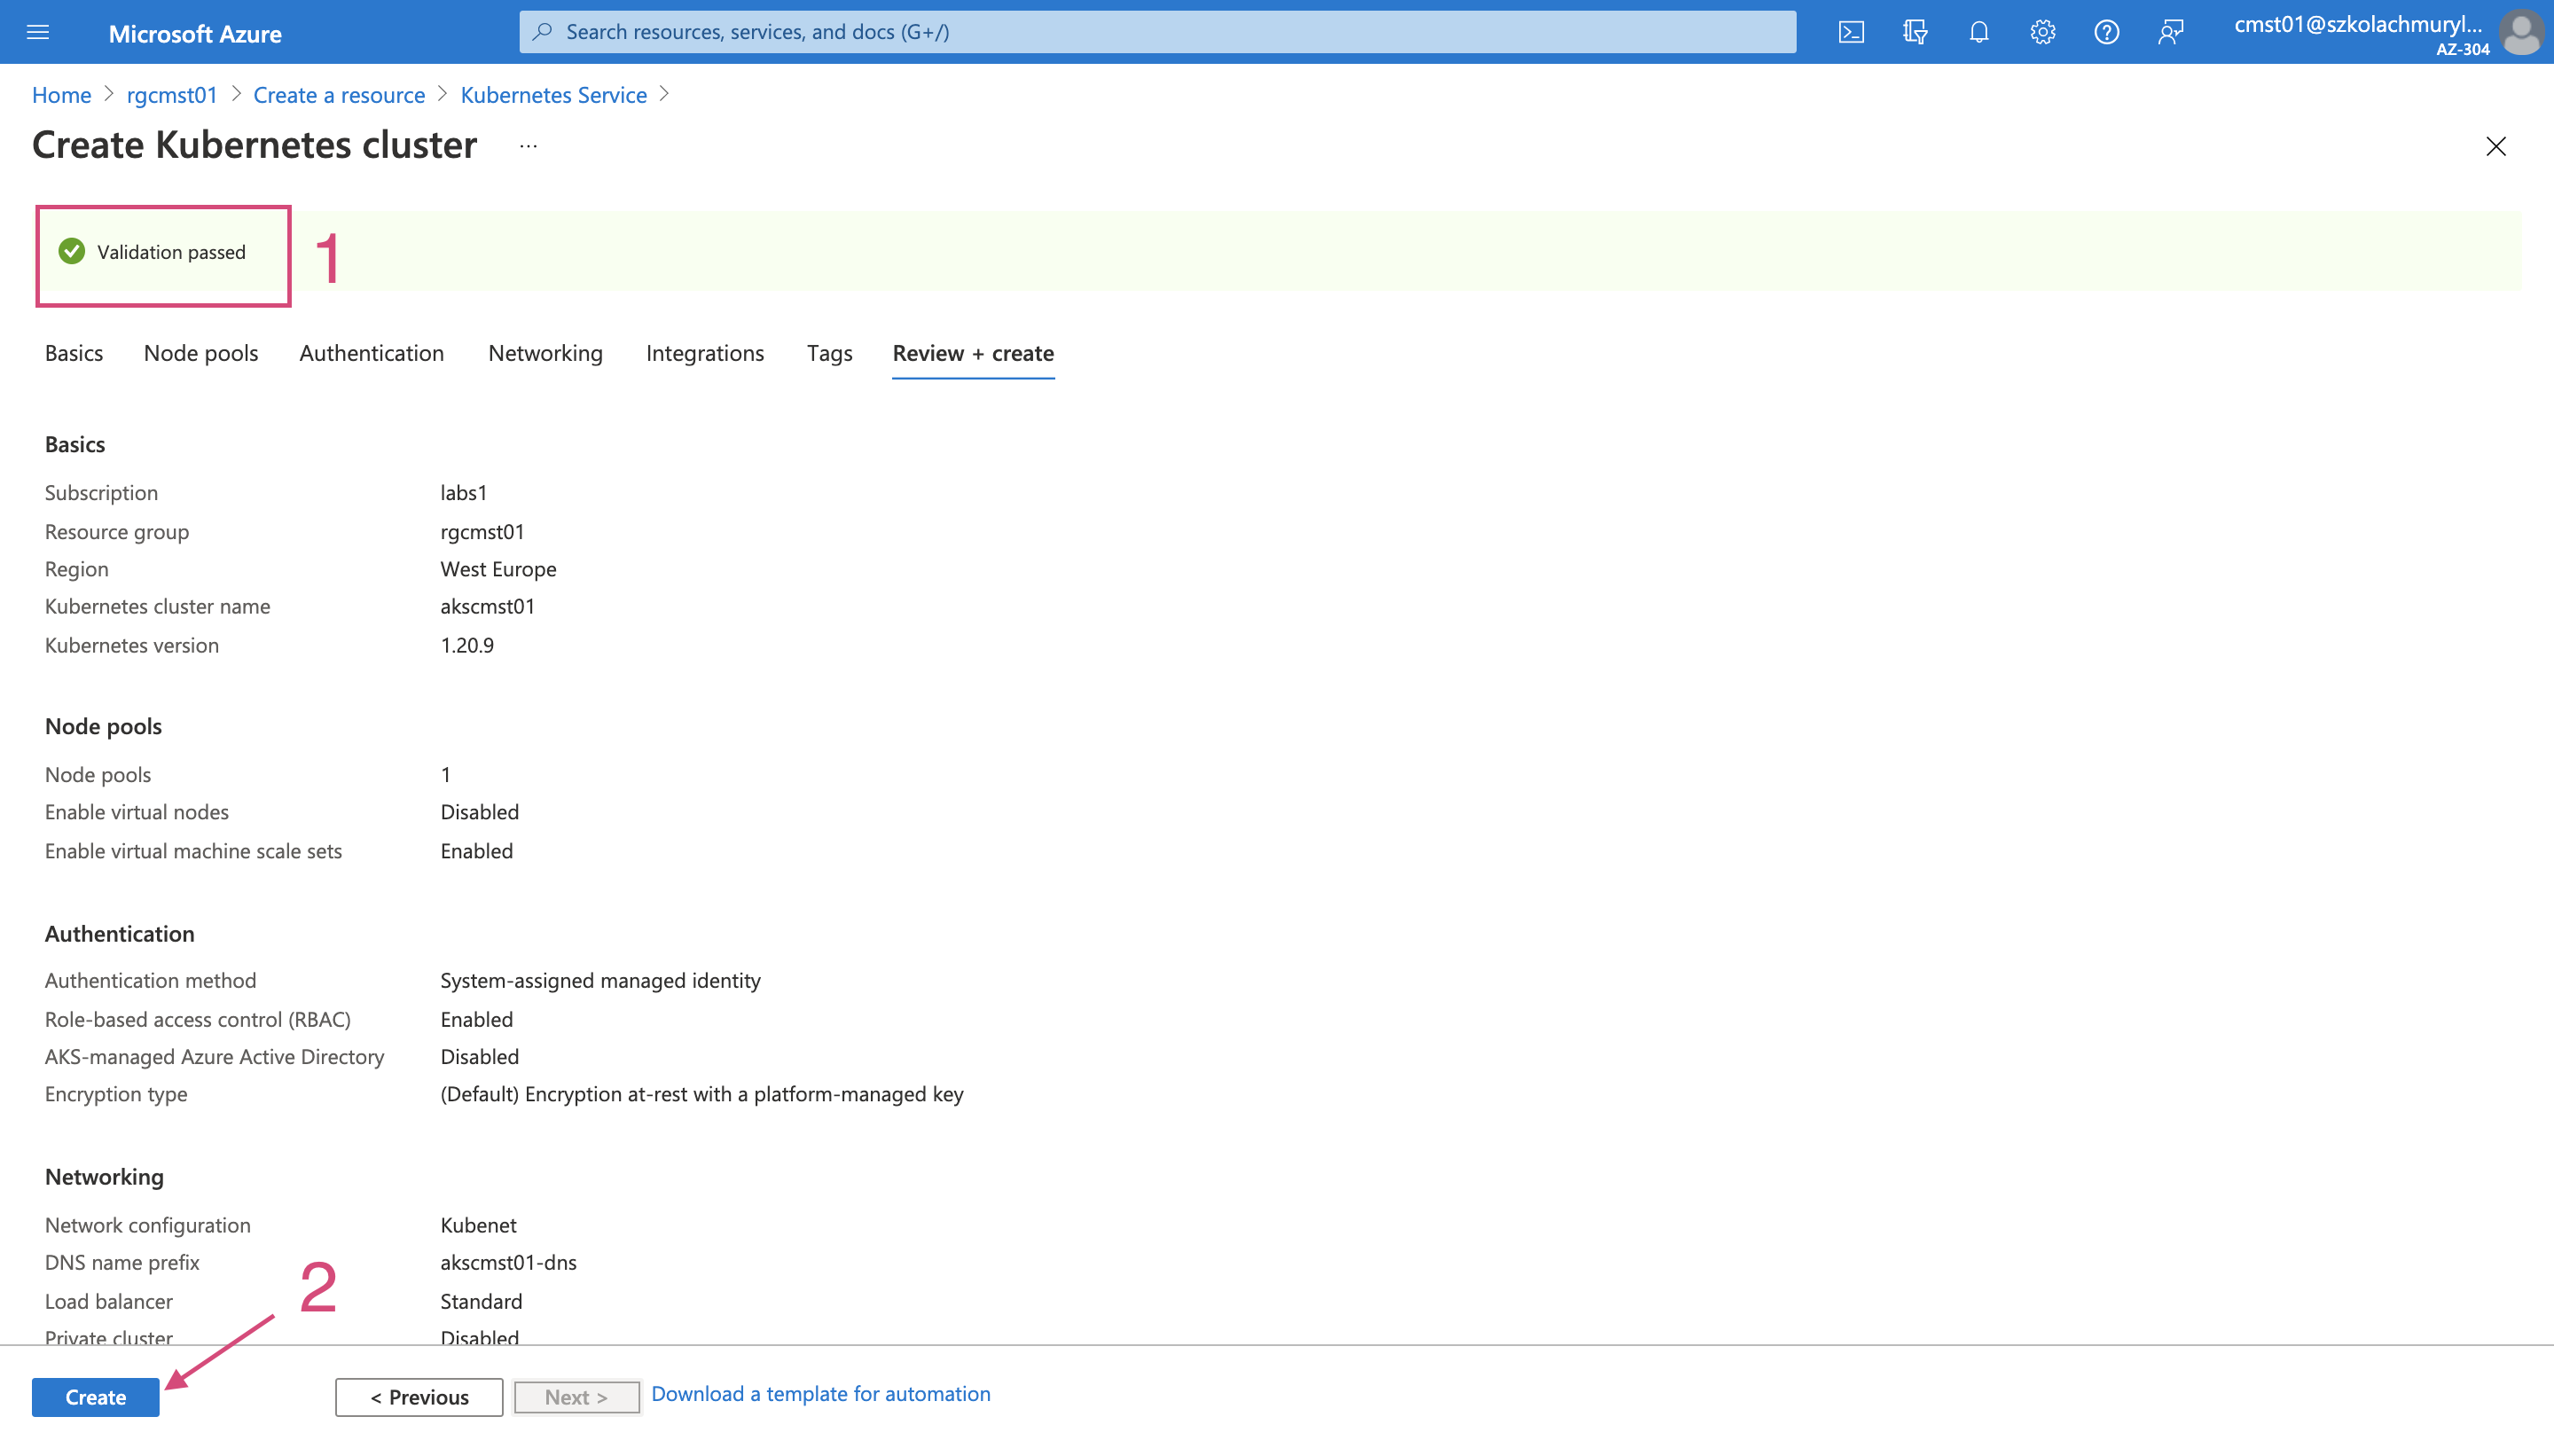 Microsoft Azure
Search resources, services, and docs (G+/)
cmst01@szkolachmuryl...
AZ-304
Home > rgcmst01 > Create a resource > Kubernetes Service >
Create Kubernetes cluster ...
Validation passed
1
Basics Node pools Authentication Networking Integrations Tags Review + create
Basics
Subscription labs1
Resource group rgcmst01
Region West Europe
Kubernetes cluster name akscmst01
Kubernetes version 1.20.9
Node pools
Node pools 1
Enable virtual nodes Disabled
Enable virtual machine scale sets Enabled
Authentication
Authentication method System-assigned managed identity
Role-based access control (RBAC) Enabled
AKS-managed Azure Active Directory Disabled
Encryption type (Default) Encryption at-rest with a platform-managed key
Networking
Network configuration Kubenet
DNS name prefix akscmst01-dns
2
Load balancer Standard
Private cluster Disabled
Create < Previous Next > Download a template for automation